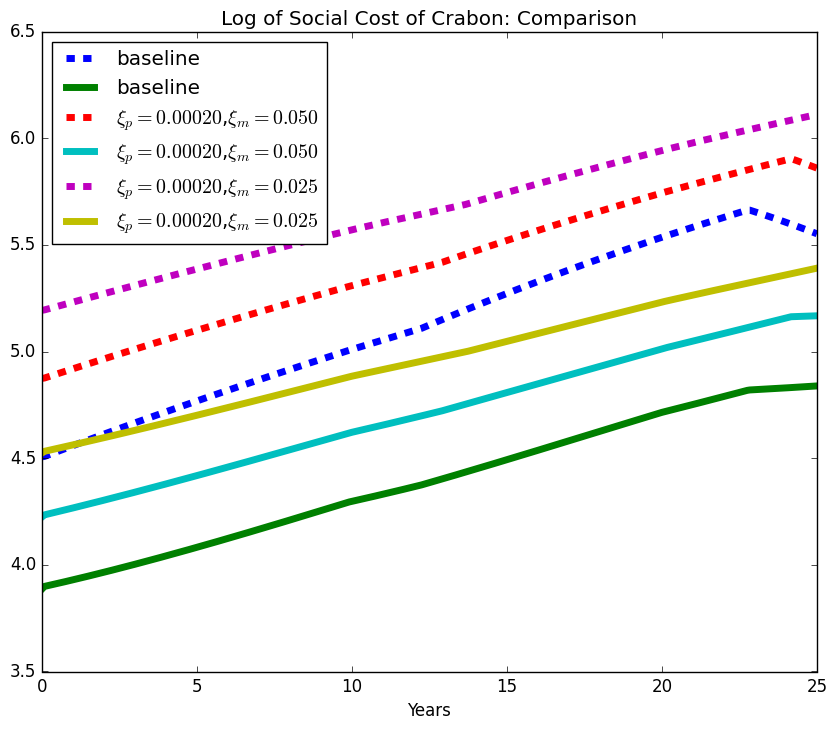 Log of Social Cost of Crabon: Comparison
6.5
6.0
5.5
5.0
4.5
4.0
3.5
baseline
baseline
ξp = 0.00020,ξm = 0.050
ξp = 0.00020,ξm = 0.050
ξp = 0.00020,ξm = 0.025
ξp = 0.00020,ξm = 0.025
0 5 10 15 20 25
Years